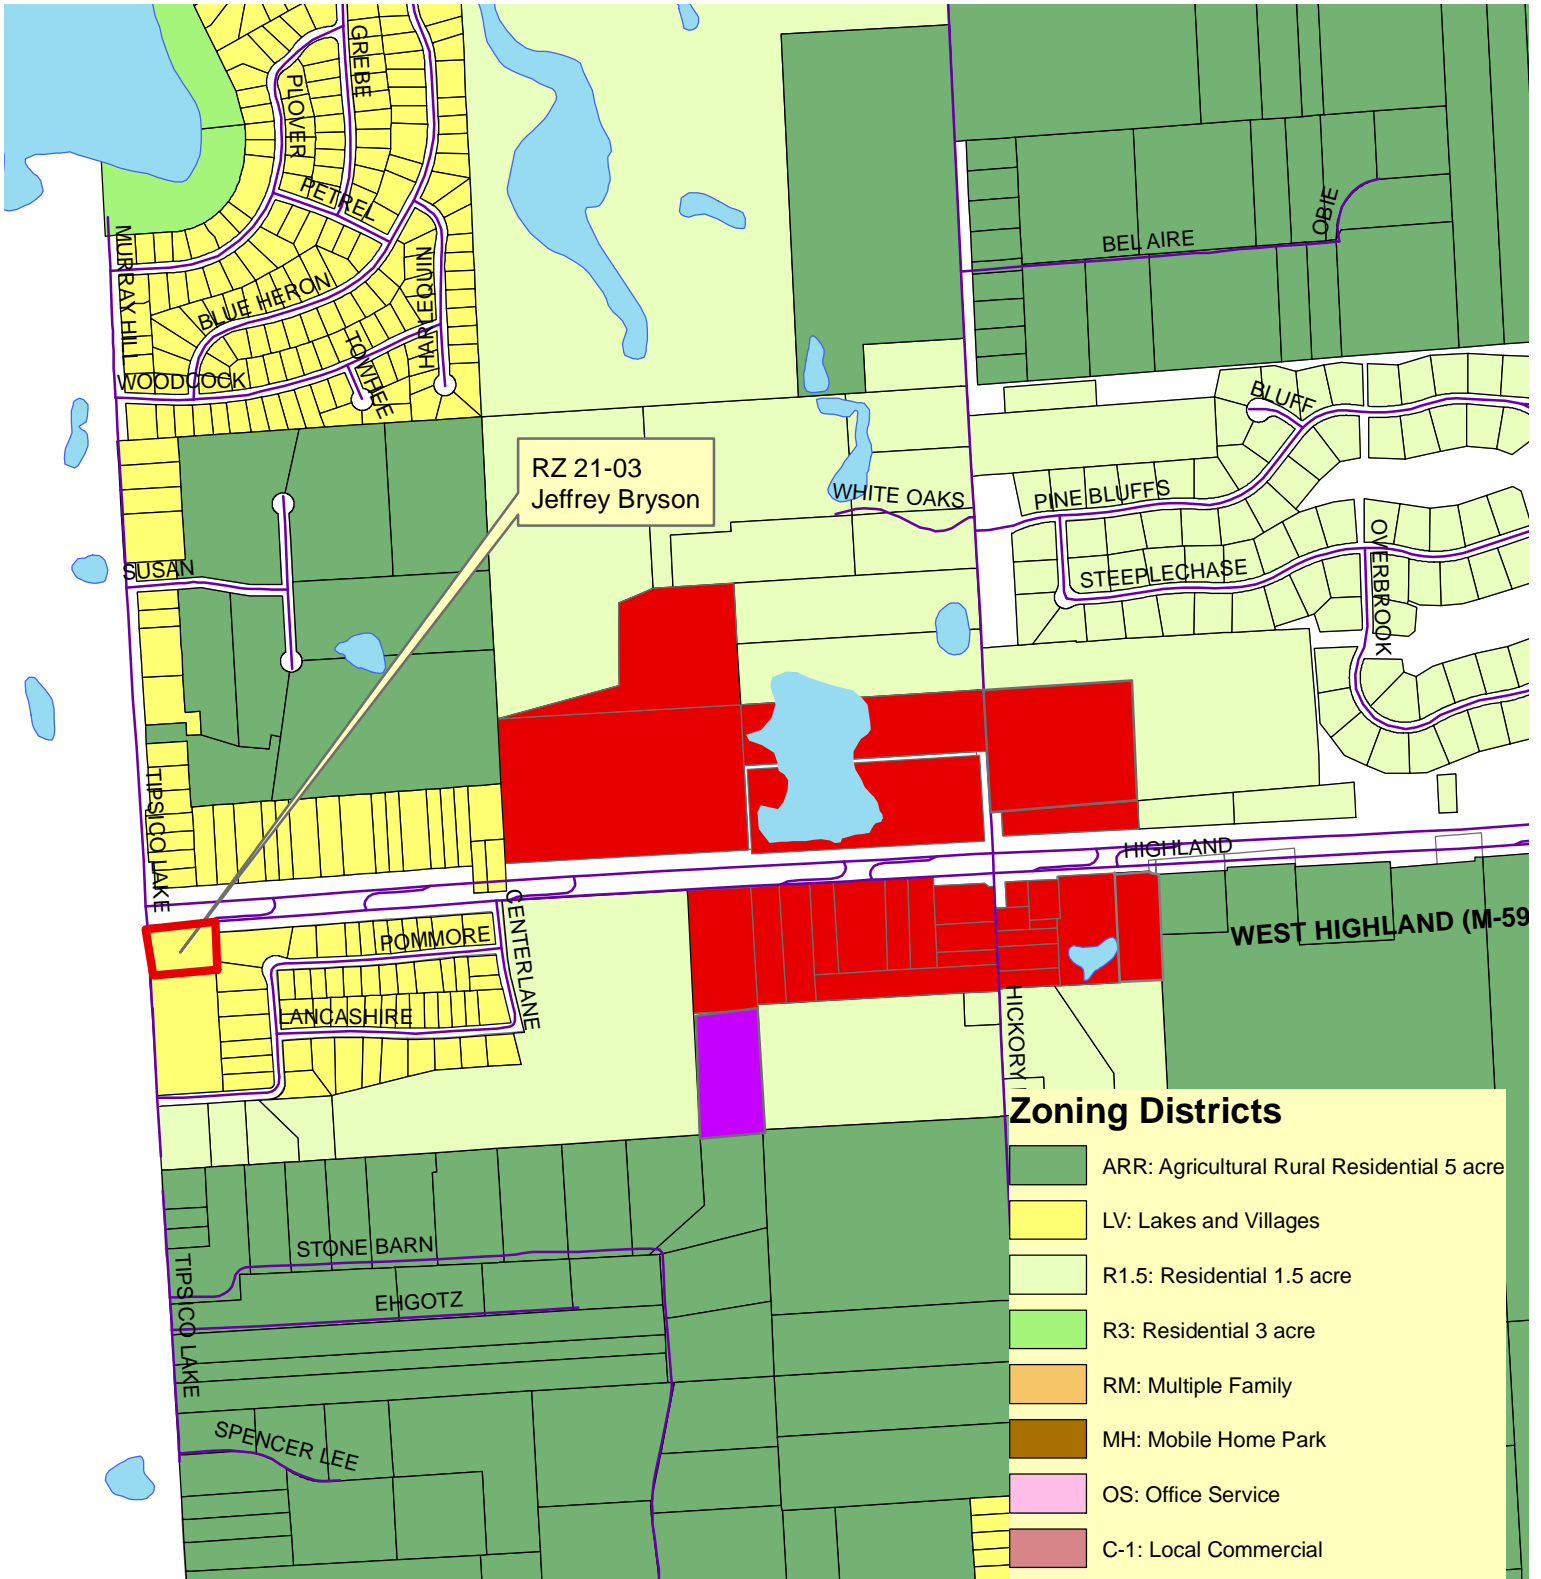 GREBE
PLOVER
PETREL
MURRAY HILL
BLUE HERON
HARLEQUIN
TOWHEE
WOODCOCK
OBIE
BEL AIRE
BLUFF
RZ 21-03
Jeffrey Bryson
WHITE OAKS
PINE BLUFFS
OVERBROOK
STEEPLECHASE
SUSAN
TIPSICO LAKE
HIGHLAND
CENTERLANE
POMMORE
WEST HIGHLAND (M-59
LANCASHIRE
HICKORY
STONE BARN
EHGOTZ
TIPSICO LAKE
SPENCER LEE
Zoning Districts
ARR: Agricultural Rural Residential 5 acre
LV: Lakes and Villages
R1.5: Residential 1.5 acre
R3: Residential 3 acre
RM: Multiple Family
MH: Mobile Home Park
OS: Office Service
C-1: Local Commercial